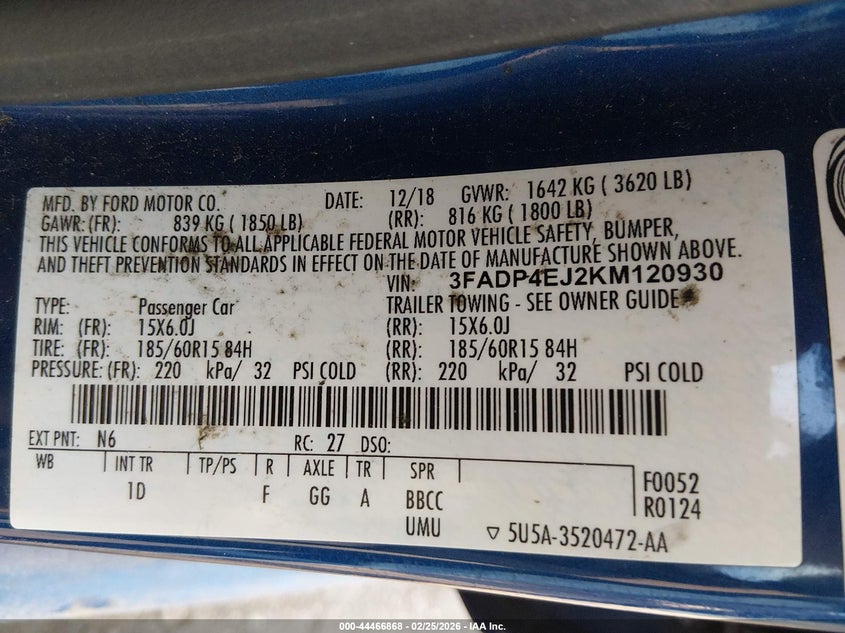 MFD. BY FORD MOTOR CO. DATE: 12/18 GVWR: 1642 KG ( 3620 LB)
GAWR: (FR): 839 KG ( 1850 LB) (RR): 816 KG ( 1800 LB)
THIS VEHICLE CONFORMS TO ALL APPLICABLE FEDERAL MOTOR VEHICLE SAFETY, BUMPER,
AND THEFT PREVENTION STANDARDS IN EFFECT ON THE DATE OF MANUFACTURE SHOWN ABOVE.
VIN: 3FADP4EJ2KM120930
TYPE: Passenger Car TRAILER TOWING - SEE OWNER GUIDE
RIM: (FR): 15X6.0J (RR): 15X6.0J
TIRE: (FR): 185/60R15 84H (RR): 185/60R15 84H
PRESSURE: (FR): 220 kPa/ 32 PSI COLD (RR): 220 kPa/ 32 PSI COLD
EXT PNT: N6 RC: 27 DSO:
WB INT TR TP/PS R AXLE TR SPR F0052
1D F GG A BBCC R0124
UMU ▽ 5U5A-3520472-AA
000-44466868 - 02/25/2026 - IAA Inc.